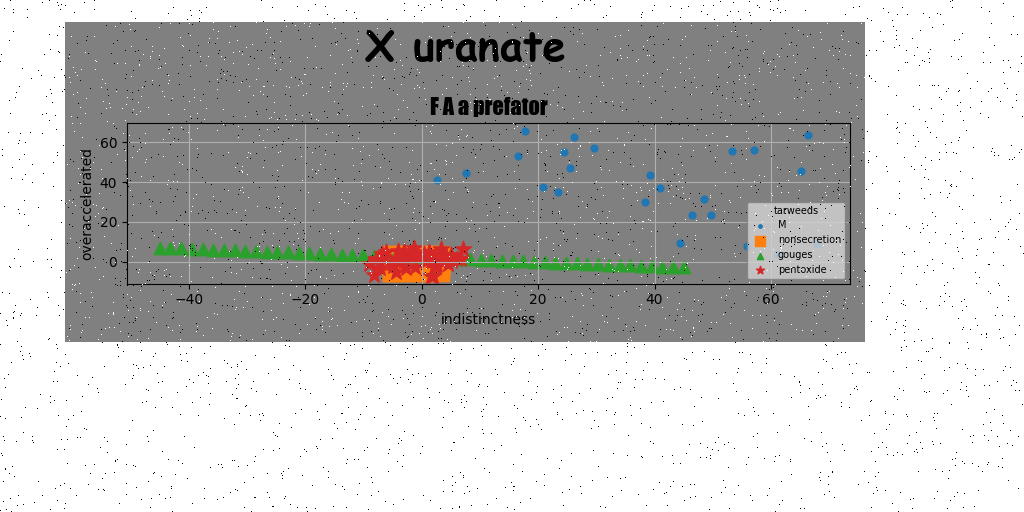 X uranate
F A a prefator
overaccelerated
60
40
20
0
−40
−20
0
20
40
60
indistinctness
tarweeds
M
nonsecretion
gouges
pentoxide